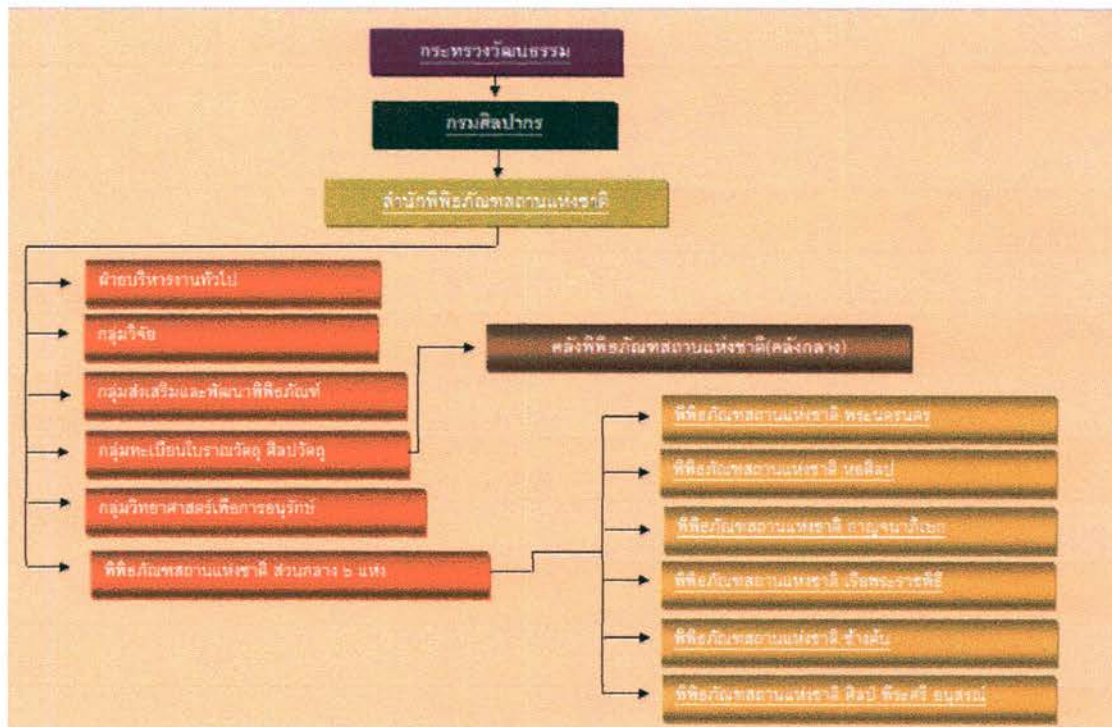 กระทรวงวัฒนธรรม
กรมศิลปากร
สำนักพิพิธภัณฑสถานแห่งชาติ
ฝ่ายบริหารงานทั่วไป
กลุ่มวิจัย
กลุ่มส่งเสริมและพัฒนาพิพิธภัณฑ์
กลุ่มทะเบียนโบราณวัตถุ ศิลปวัตถุ
กลุ่มวิทยาศาสตร์เพื่อการอนุรักษ์
พิพิธภัณฑสถานแห่งชาติ ส่วนกลาง ๖ แห่ง
คลังพิพิธภัณฑสถานแห่งชาติ(คลังกลาง)
พิพิธภัณฑสถานแห่งชาติ พระนครนคร
พิพิธภัณฑสถานแห่งชาติ หอศิลป
พิพิธภัณฑสถานแห่งชาติ กาญจนาภิเษก
พิพิธภัณฑสถานแห่งชาติ เรือพระราชพิธี
พิพิธภัณฑสถานแห่งชาติ ช้างต้น
พิพิธภัณฑสถานแห่งชาติ ศิลป์ พีระศรี อนุสรณ์